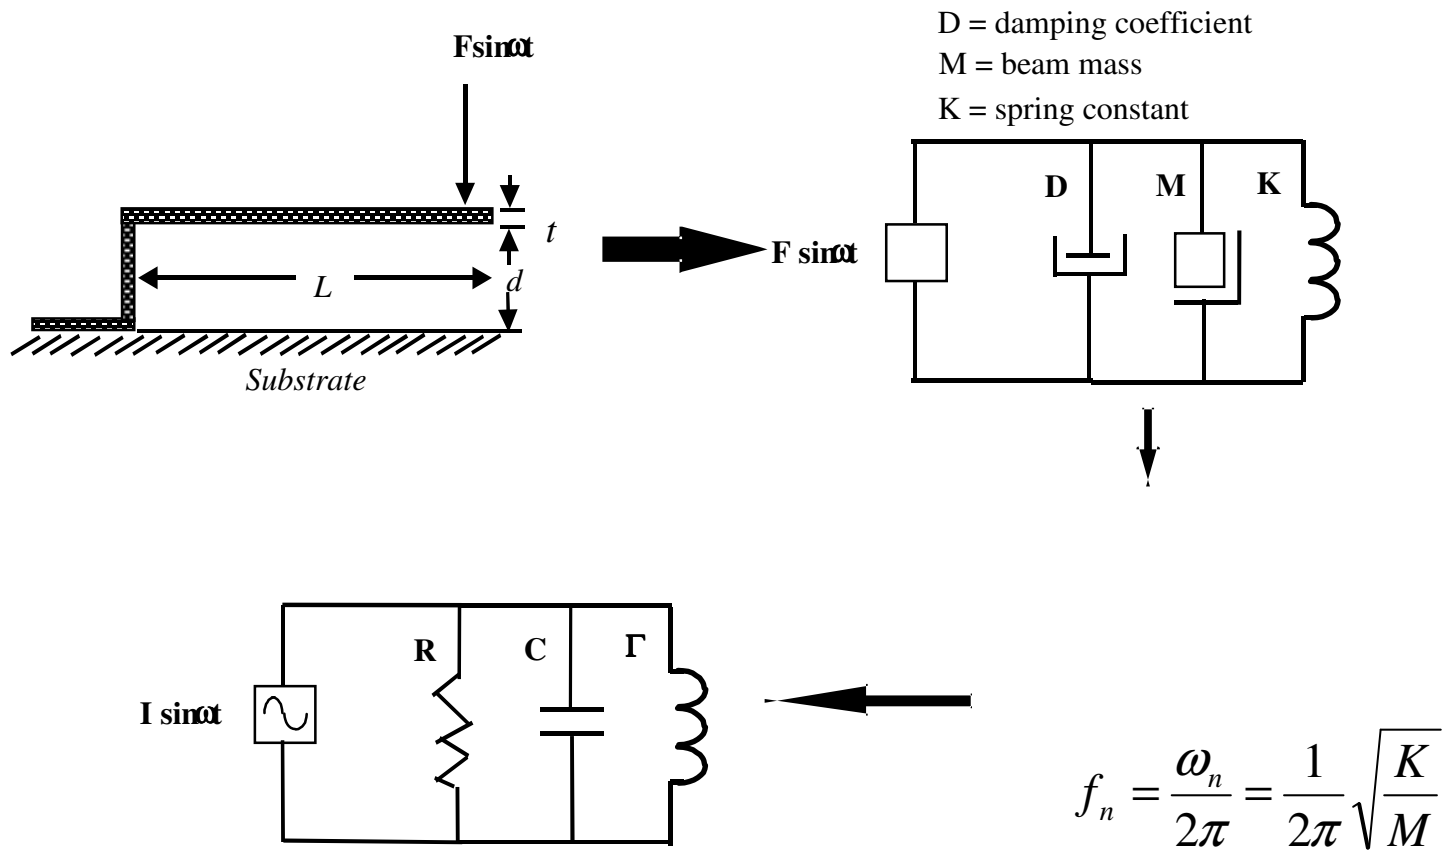 Fsinωt
D = damping coefficient
M = beam mass
K = spring constant
t
d
L
Substrate
F sinωt
D
M
K
R
C
Γ
I sinωt
f_n = ω_n / 2π = 1 / 2π √ K / M